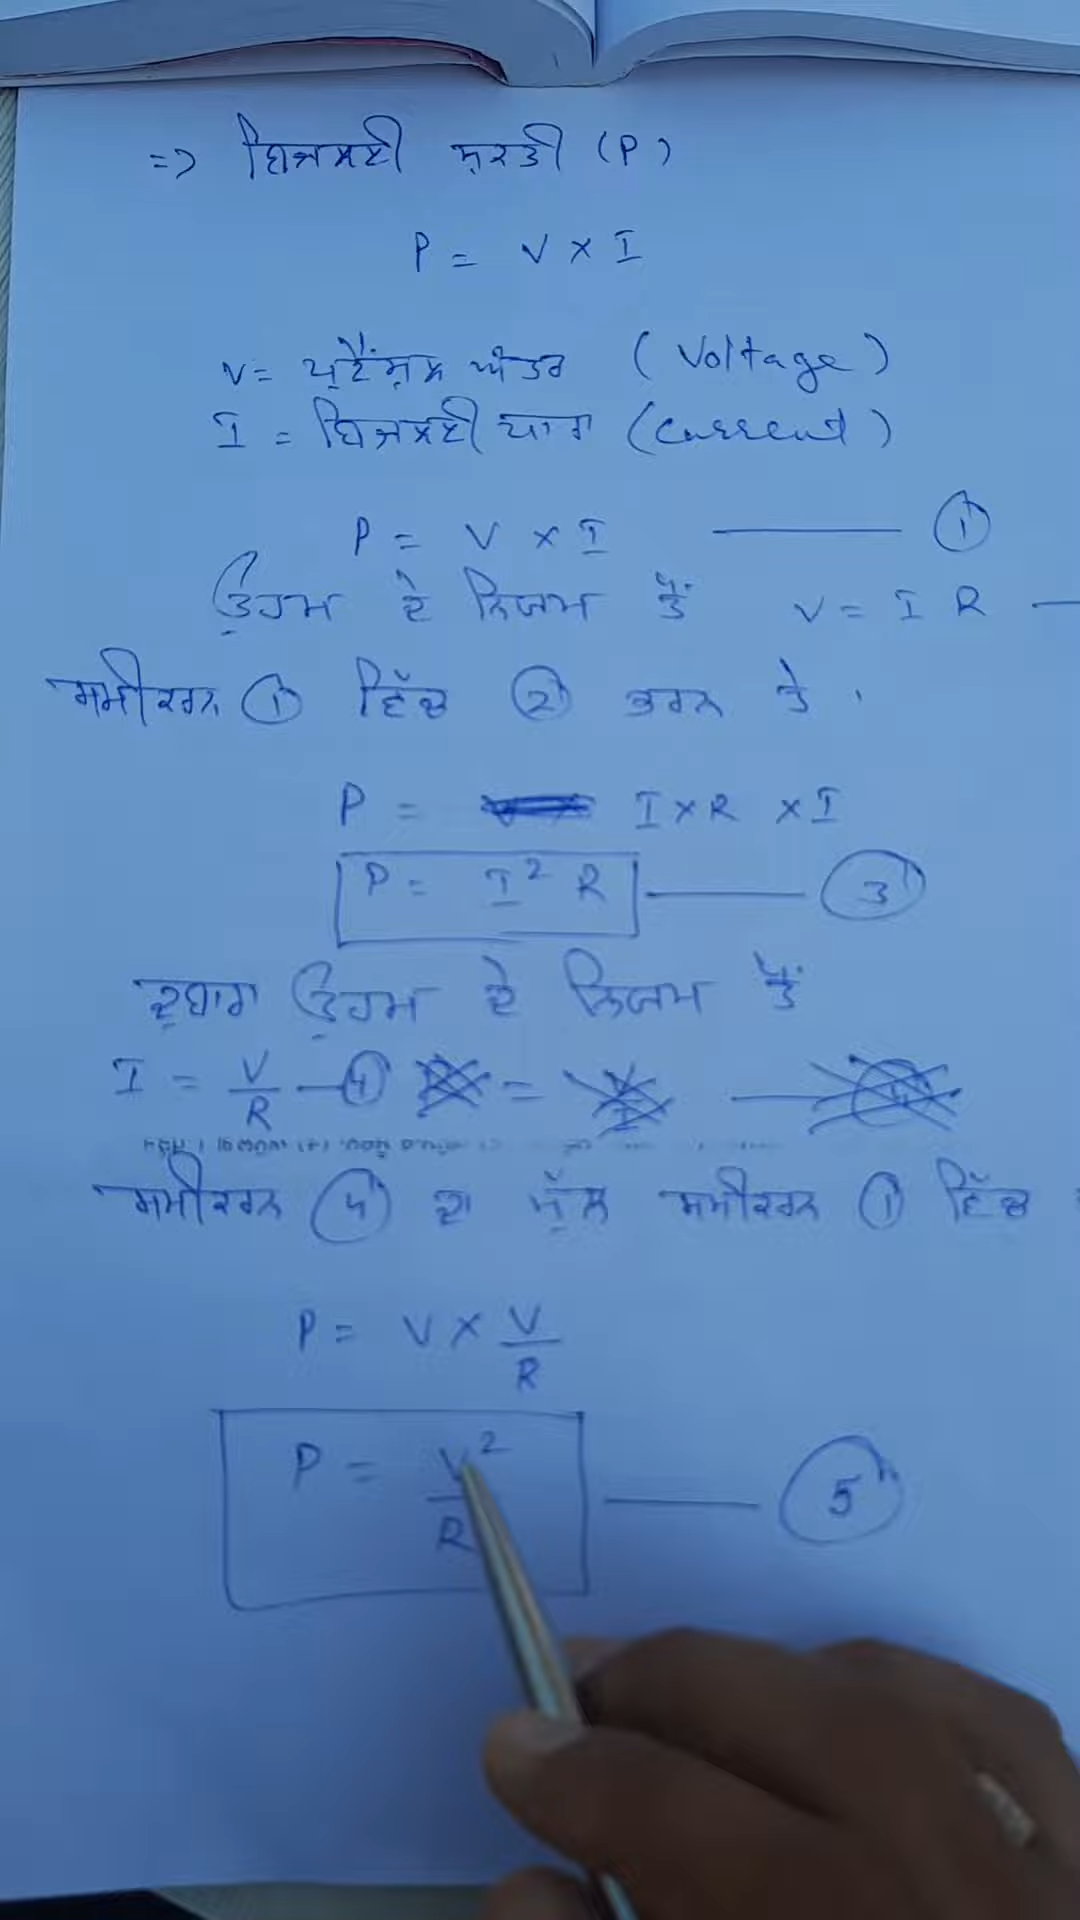 => ਬਿਜਲਈ ਸ਼ਕਤੀ (P)
P = V × I
V = ਪੁਟੈਂਸ਼ਲ ਅੰਤਰ (Voltage)
I = ਬਿਜਲਈ ਧਾਰਾ (Current)
P = V × I —— ①
ਓਹਮ ਦੇ ਨਿਯਮ ਤੋਂ V = I R —
ਸਮੀਕਰਨ ① ਵਿੱਚ ② ਭਰਨ ਤੇ
P = I × R × I
P = I² R —— ③
ਦੁਬਾਰਾ ਓਹਮ ਦੇ ਨਿਯਮ ਤੋਂ
I = V/R — ④
ਸਮੀਕਰਨ ④ ਦਾ ਮੁੱਲ ਸਮੀਕਰਨ ① ਵਿੱਚ
P = V × V/R
P = V²/R —— ⑤